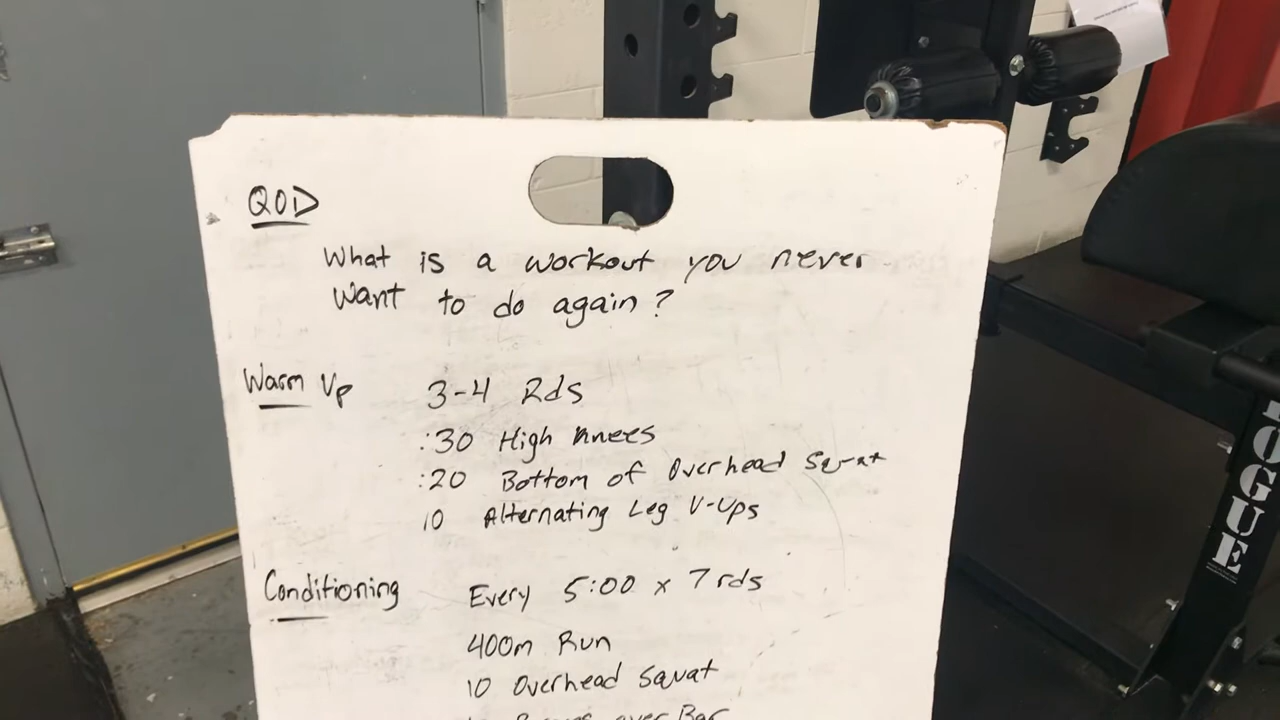 QOD
What is a workout you never
want to do again?
Warm Up 3-4 Rds
:30 High Knees
:20 Bottom of Overhead Squat
10 Alternating Leg V-Ups
Conditioning Every 5:00 x 7 rds
400m Run
10 Overhead Squat
over Bar
ROGUE